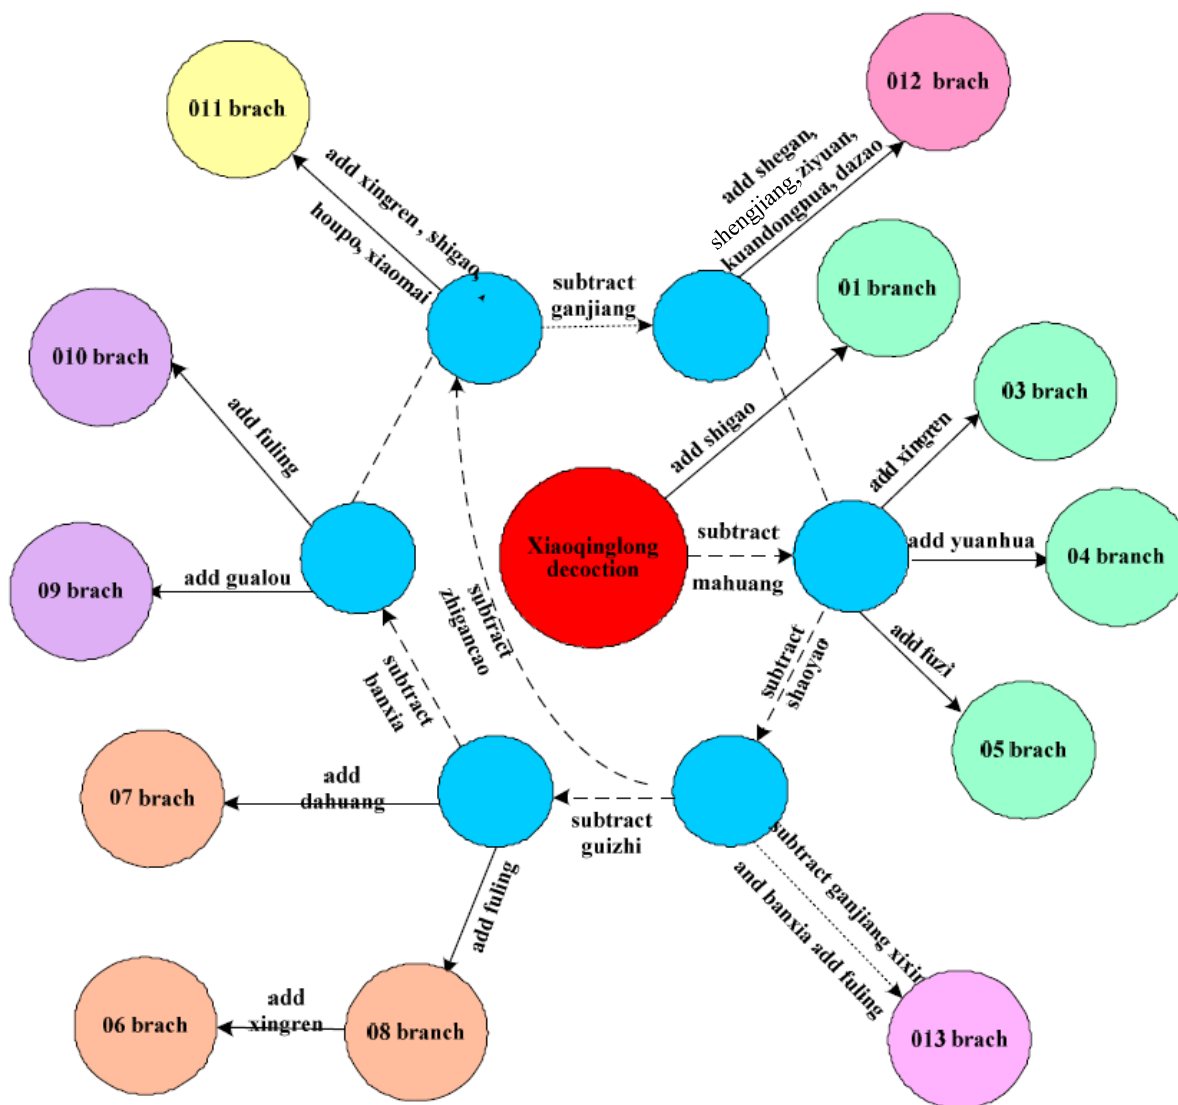 011 brach
012 brach
add shegan,
shengjiang, ziyuan,
kuandonghua, dazao
add xingren , shigao,
houpo, xiaomai
subtract
ganjiang
01 branch
010 brach
03 brach
add fuling
add shigao
add xingren
Xiaoqinglong
decoction
subtract
mahuang
add yuanhua
04 branch
09 brach
add gualou
subtract
zhigancao
subtract
banxia
subtract
shaoyao
add fuzi
05 brach
07 brach
add
dahuang
subtract
guizhi
add fuling
subtract ganjiang xixin
and banxia add fuling
06 brach
add
xingren
08 branch
013 brach